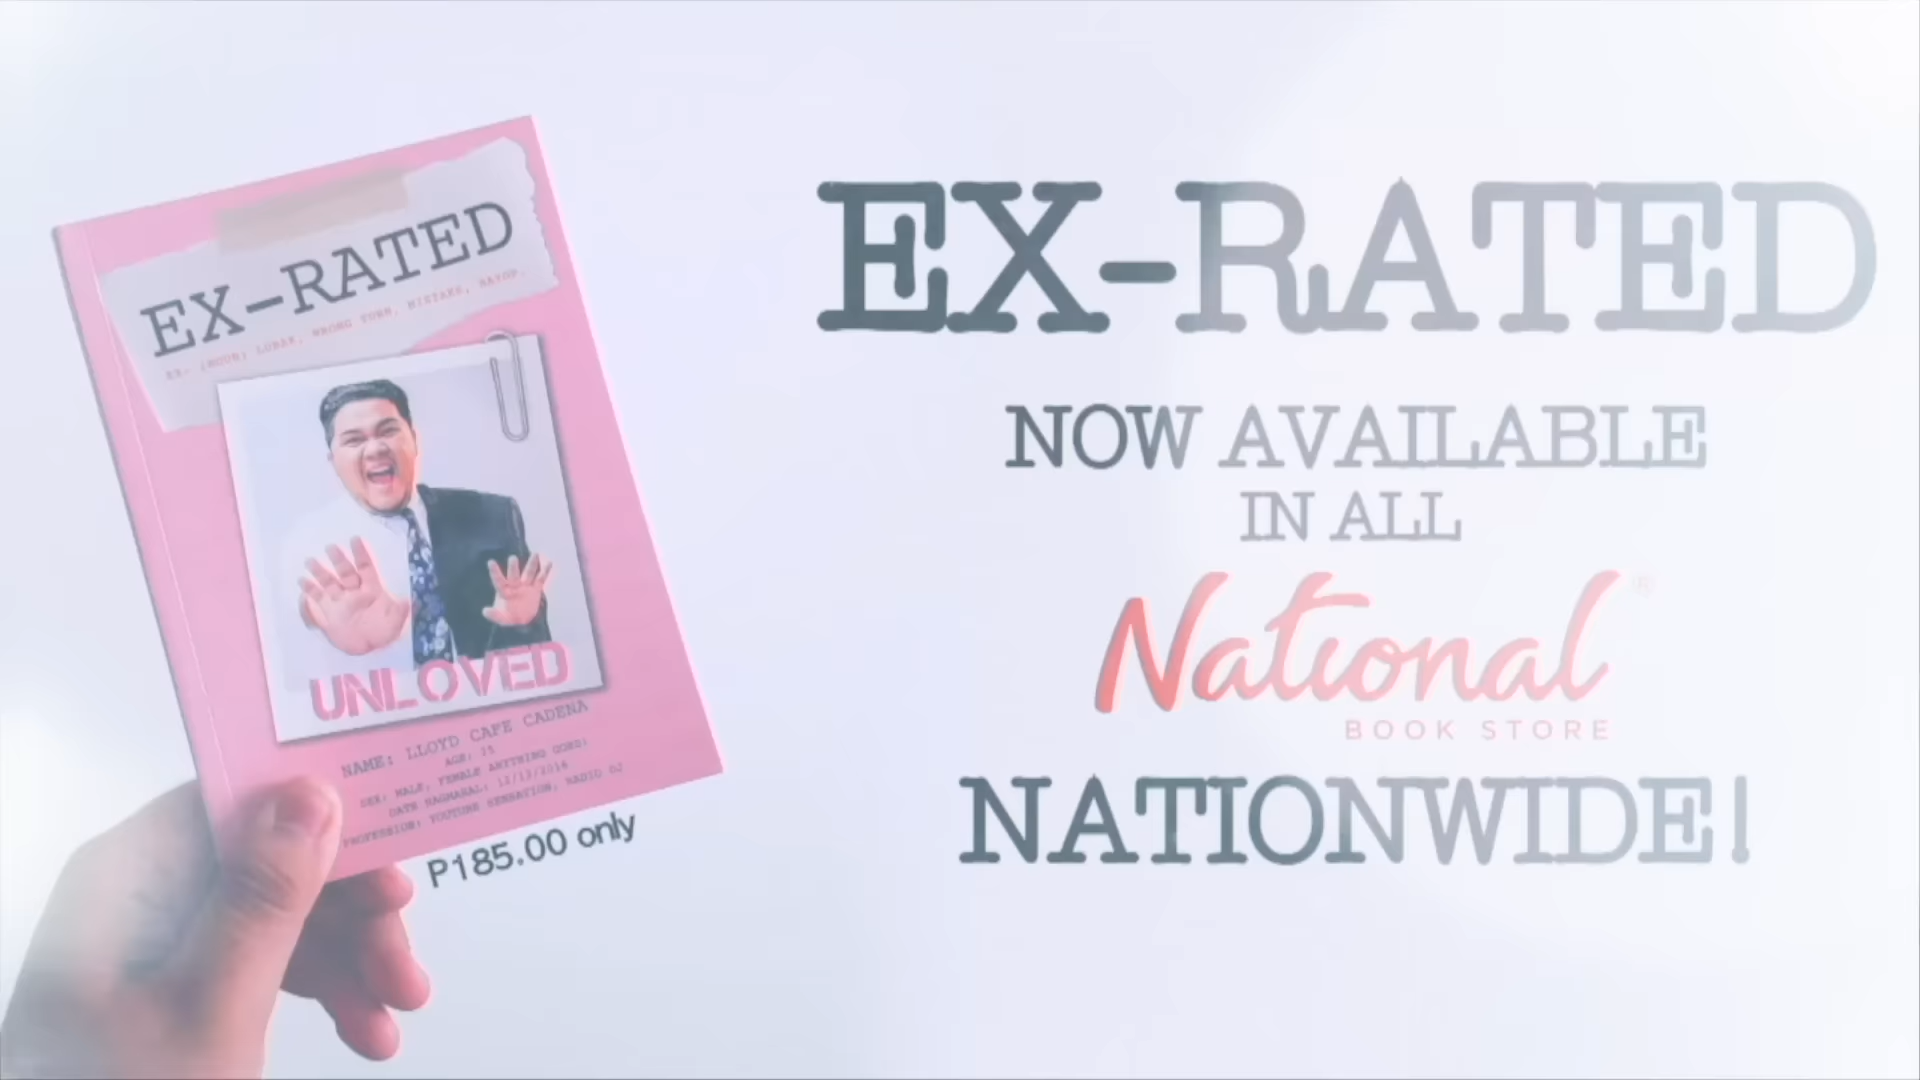 EX-RATED
EX- (NOUN) LUBAK, WRONG TURN, MISTAKE,
UNLOVED
NAME: LLOYD CAFE CADENA
AGE: 15
SEX: MALE, FEMALE ANYTHING GOES!
DATE NAGMAHAL: 12/13/2016
PROFESSION: YOUTUBE SENSATION, RADIO DJ
P185.00 only
EX-RATED
NOW AVAILABLE
IN ALL
National ®
BOOK STORE
NATIONWIDE!